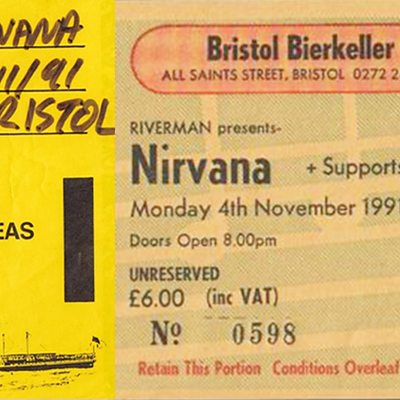 VANA
11/91
RISTOL
EAS
Bristol Bierkeller
ALL SAINTS STREET, BRISTOL 0272 2
RIVERMAN presents-
Nirvana + Supports
Monday 4th November 1991
Doors Open 8.00pm
UNRESERVED
£6.00 (inc VAT)
Nº 0598
Retain This Portion Conditions Overleaf